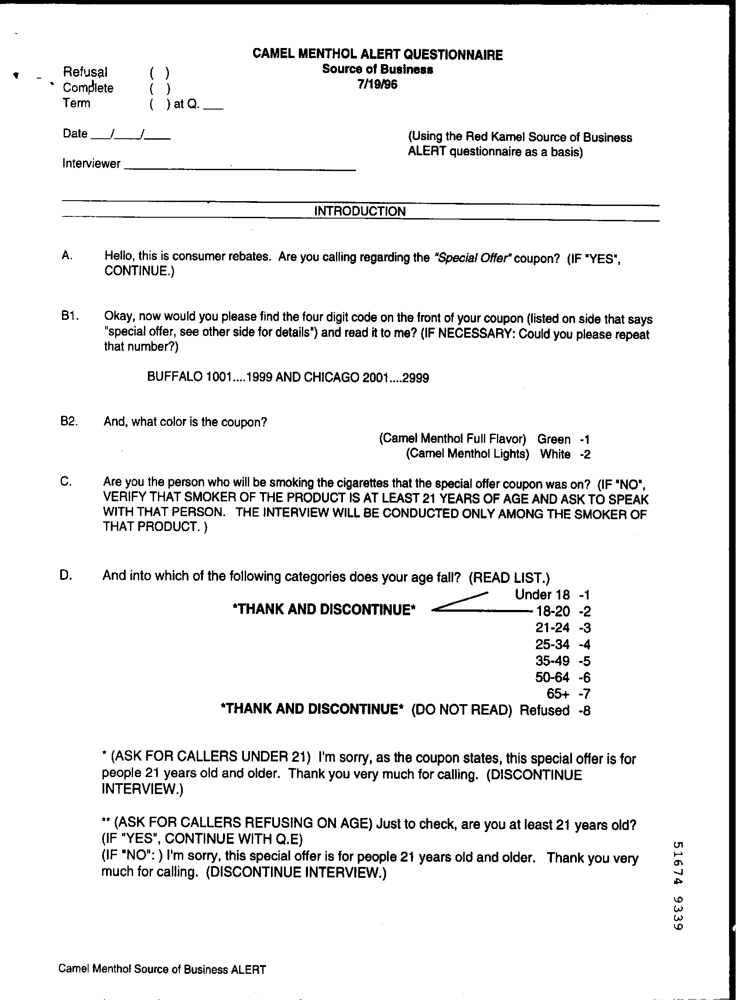 CAMEL MENTHOL ALERT QUESTIONNAIRE
Source of Business
7/19/96
Refusal ( )
Complete ( )
Term ( ) at Q. ___
Date ___/____/____
(Using the Red Kamel Source of Business
ALERT questionnaire as a basis)
Interviewer ______________________
INTRODUCTION
A. Hello, this is consumer rebates. Are you calling regarding the "Special Offer" coupon? (IF "YES",
CONTINUE.)
B1. Okay, now would you please find the four digit code on the front of your coupon (listed on side that says
"special offer, see other side for details") and read it to me? (IF NECESSARY: Could you please repeat
that number?)
BUFFALO 1001....1999 AND CHICAGO 2001....2999
B2. And, what color is the coupon?
(Camel Menthol Full Flavor) Green -1
(Camel Menthol Lights) White -2
C. Are you the person who will be smoking the cigarettes that the special offer coupon was on? (IF "NO",
VERIFY THAT SMOKER OF THE PRODUCT IS AT LEAST 21 YEARS OF AGE AND ASK TO SPEAK
WITH THAT PERSON. THE INTERVIEW WILL BE CONDUCTED ONLY AMONG THE SMOKER OF
THAT PRODUCT. )
D. And into which of the following categories does your age fall? (READ LIST.)
Under 18 -1
*THANK AND DISCONTINUE* 18-20 -2
21-24 -3
25-34 -4
35-49 -5
50-64 -6
65+ -7
*THANK AND DISCONTINUE* (DO NOT READ) Refused -8
* (ASK FOR CALLERS UNDER 21) I'm sorry, as the coupon states, this special offer is for
people 21 years old and older. Thank you very much for calling. (DISCONTINUE
INTERVIEW.)
** (ASK FOR CALLERS REFUSING ON AGE) Just to check, are you at least 21 years old?
(IF "YES", CONTINUE WITH Q.E)
(IF "NO": ) I'm sorry, this special offer is for people 21 years old and older. Thank you very
much for calling. (DISCONTINUE INTERVIEW.)
51674 9339
Camel Menthol Source of Business ALERT